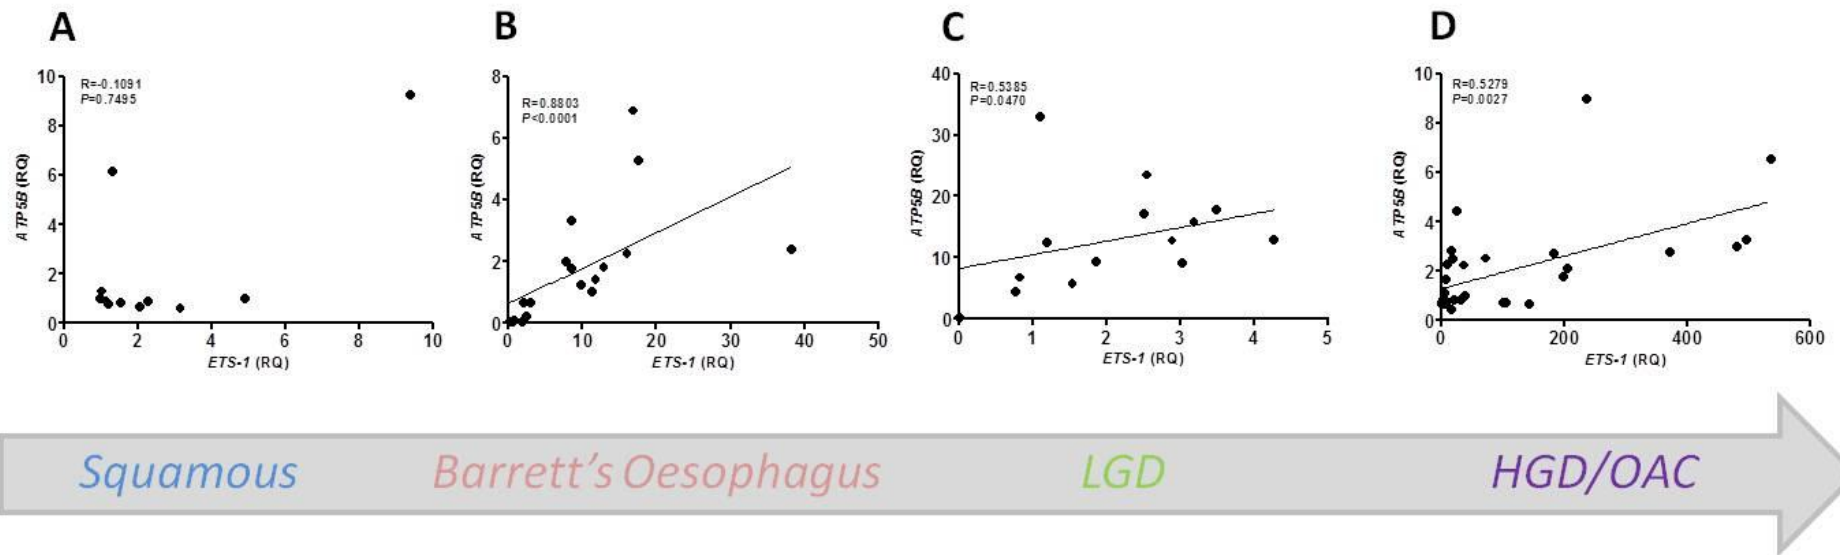 A
R=-0.1091
P=0.7495
10
8
6
4
2
0
ATP5B (RQ)
0 2 4 6 8 10
ETS-1 (RQ)
B
R=0.8803
P<0.0001
8
6
4
2
0
ATP5B (RQ)
0 10 20 30 40 50
ETS-1 (RQ)
C
R=0.5385
P=0.0470
40
30
20
10
0
ATP5B (RQ)
0 1 2 3 4 5
ETS-1 (RQ)
D
R=0.5279
P=0.0027
10
8
6
4
2
0
ATP5B (RQ)
0 200 400 600
ETS-1 (RQ)
Squamous
Barrett's Oesophagus
LGD
HGD/OAC